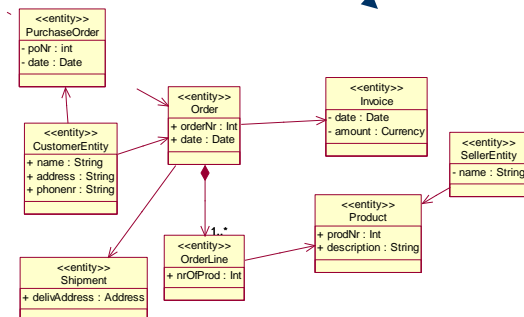 <<entity>>
PurchaseOrder
- poNr : int
- date : Date
<<entity>>
CustomerEntity
+ name : String
+ address : String
+ phonenr : String
<<entity>>
Order
+ orderNr : Int
+ date : Date
<<entity>>
Invoice
- date : Date
- amount : Currency
<<entity>>
SellerEntity
- name : String
<<entity>>
Product
+ prodNr : Int
+ description : String
1..*
<<entity>>
OrderLine
+ nrOfProd : Int
<<entity>>
Shipment
+ delivAddress : Address